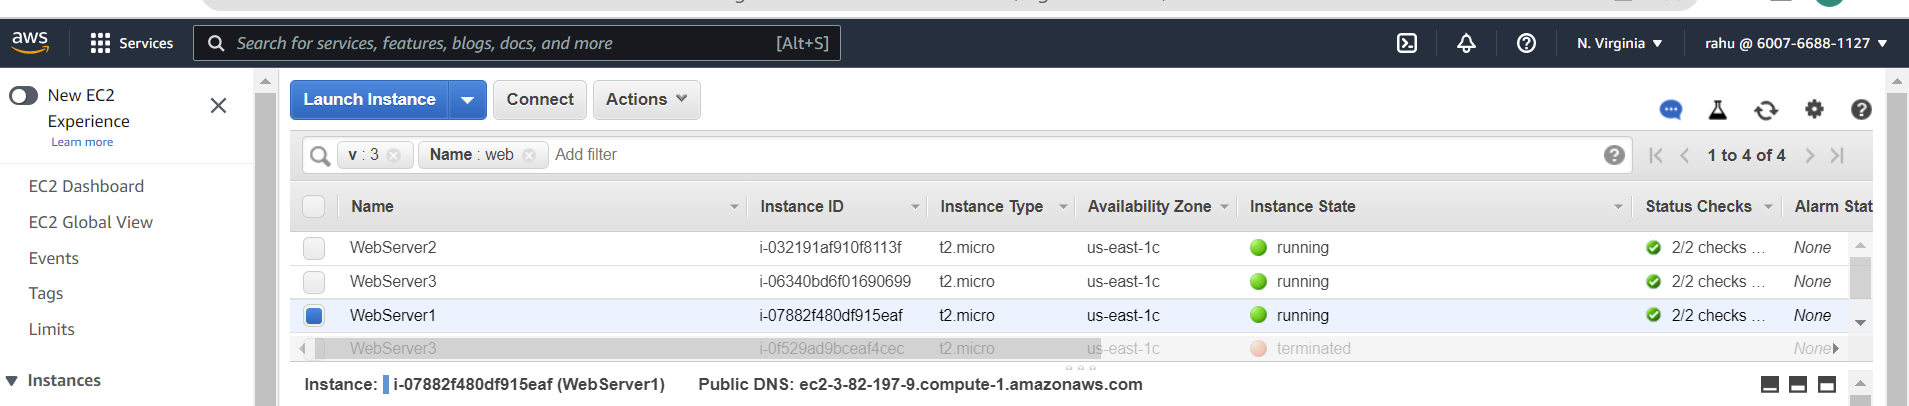 aws Services Search for services, features, blogs, docs, and more [Alt+S] N. Virginia rahu @ 6007-6688-1127
New EC2
Experience
Learn more
EC2 Dashboard
EC2 Global View
Events
Tags
Limits
Instances
Launch Instance Connect Actions
v : 3 Name : web Add filter 1 to 4 of 4
Name Instance ID Instance Type Availability Zone Instance State Status Checks Alarm Stat
WebServer2 i-032191af910f8113f t2.micro us-east-1c running 2/2 checks ... None
WebServer3 i-06340bd6f01690699 t2.micro us-east-1c running 2/2 checks ... None
WebServer1 i-07882f480df915eaf t2.micro us-east-1c running 2/2 checks ... None
WebServer3 i-0f529ad9bceaf4cec t2.micro us-east-1c terminated None
Instance: i-07882f480df915eaf (WebServer1) Public DNS: ec2-3-82-197-9.compute-1.amazonaws.com